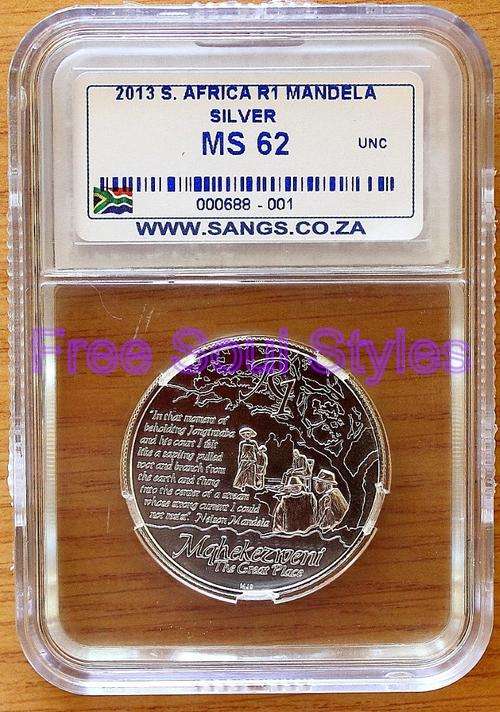 2013 S. AFRICA R1 MANDELA
SILVER
MS 62
UNC
000688 - 001
WWW.SANGS.CO.ZA
Free Soul Styles
R1
"In that moment of
beholding Jongintaba
and his court I felt
like a sapling pulled
root and branch from
the earth and flung
into the center of a stream
whose strong current I could
not resist". Nelson Mandela
Mqhekezweni
The Great Place
MJS